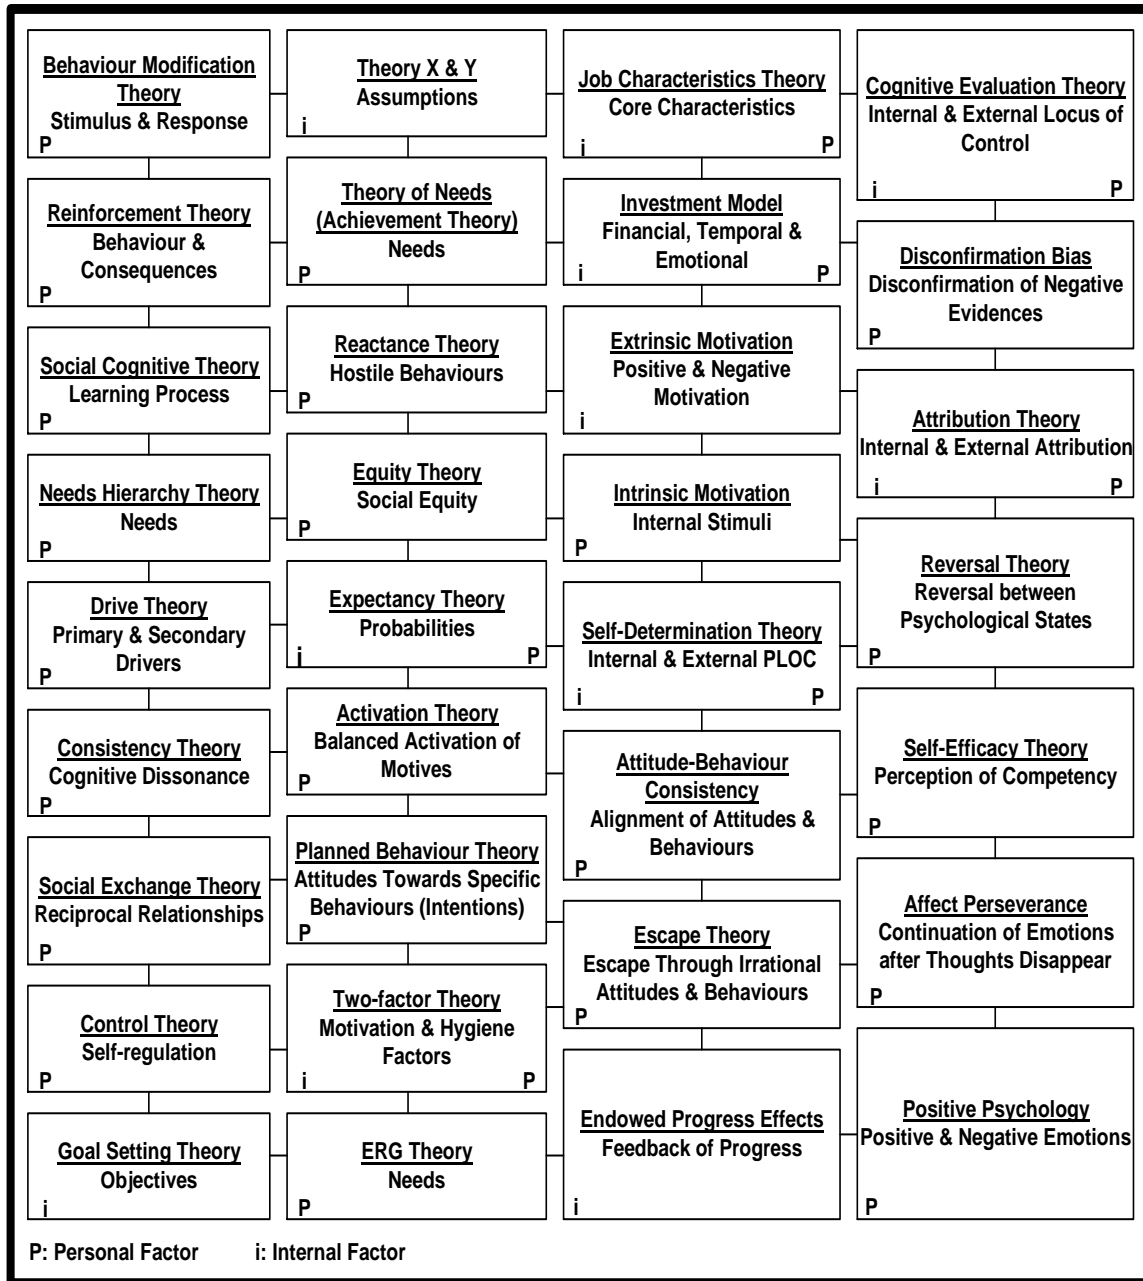 Behaviour Modification
Theory
Stimulus & Response
P
Reinforcement Theory
Behaviour &
Consequences
P
Social Cognitive Theory
Learning Process
P
Needs Hierarchy Theory
Needs
P
Drive Theory
Primary & Secondary
Drivers
P
Consistency Theory
Cognitive Dissonance
P
Social Exchange Theory
Reciprocal Relationships
P
Control Theory
Self-regulation
P
Goal Setting Theory
Objectives
i
Theory X & Y
Assumptions
i
Theory of Needs
(Achievement Theory)
Needs
P
Reactance Theory
Hostile Behaviours
P
Equity Theory
Social Equity
P
Expectancy Theory
Probabilities
i P
Activation Theory
Balanced Activation of
Motives
P
Planned Behaviour Theory
Attitudes Towards Specific
Behaviours (Intentions)
P
Two-factor Theory
Motivation & Hygiene
Factors
i P
ERG Theory
Needs
P
Job Characteristics Theory
Core Characteristics
i P
Investment Model
Financial, Temporal &
Emotional
i P
Extrinsic Motivation
Positive & Negative
Motivation
i
Intrinsic Motivation
Internal Stimuli
P
Self-Determination Theory
Internal & External PLOC
i P
Attitude-Behaviour
Consistency
Alignment of Attitudes &
Behaviours
P
Escape Theory
Escape Through Irrational
Attitudes & Behaviours
P
Endowed Progress Effects
Feedback of Progress
i
Cognitive Evaluation Theory
Internal & External Locus of
Control
i P
Disconfirmation Bias
Disconfirmation of Negative
Evidences
P
Attribution Theory
Internal & External Attribution
i P
Reversal Theory
Reversal between
Psychological States
P
Self-Efficacy Theory
Perception of Competency
P
Affect Perseverance
Continuation of Emotions
after Thoughts Disappear
P
Positive Psychology
Positive & Negative Emotions
P
P: Personal Factor i: Internal Factor